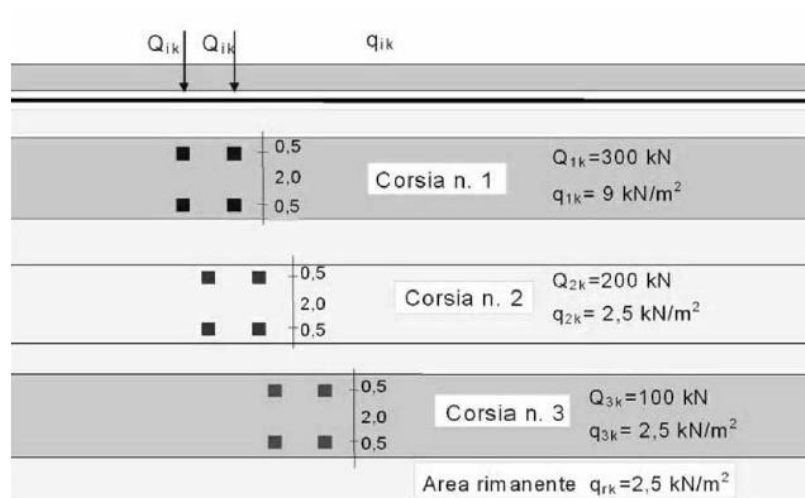 Qik Qik qik
0,5
2,0
0,5
Corsia n. 1
Q1k=300 kN
q1k= 9 kN/m²
0,5
2,0
0,5
Corsia n. 2
Q2k=200 kN
q2k= 2,5 kN/m²
0,5
2,0
0,5
Corsia n. 3
Q3k=100 kN
q3k= 2,5 kN/m²
Area rimanente qrk=2,5 kN/m²